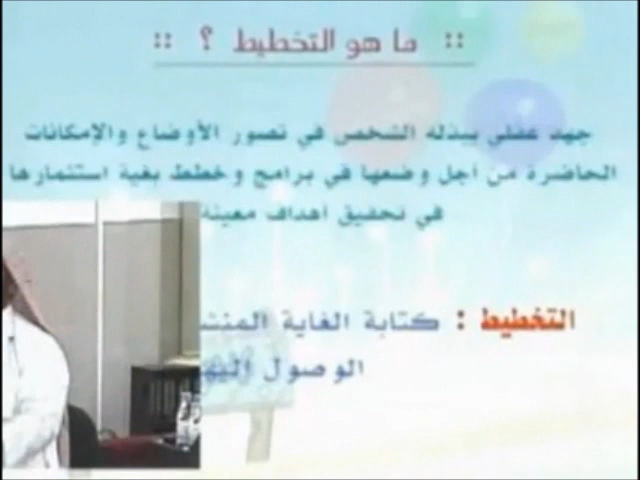 :: ما هو التخطيط ؟ ::
جهد عقلي يبذله الشخص في تصور الأوضاع والإمكانات
الحاضرة من أجل وضعها في برامج وخطط بغية استثمارها
في تحقيق أهداف معينة
التخطيط : كتابة الغاية
الوصول إليها